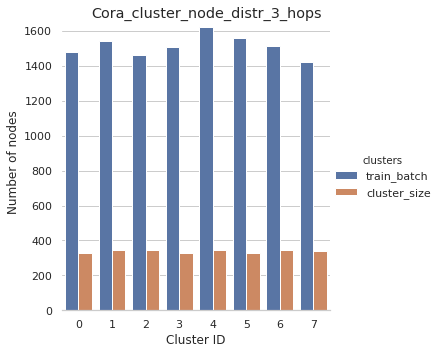 Cora_cluster_node_distr_3_hops
1600
1400
1200
1000
800
600
400
200
0
Number of nodes
0 1 2 3 4 5 6 7
Cluster ID
clusters
train_batch
cluster_size